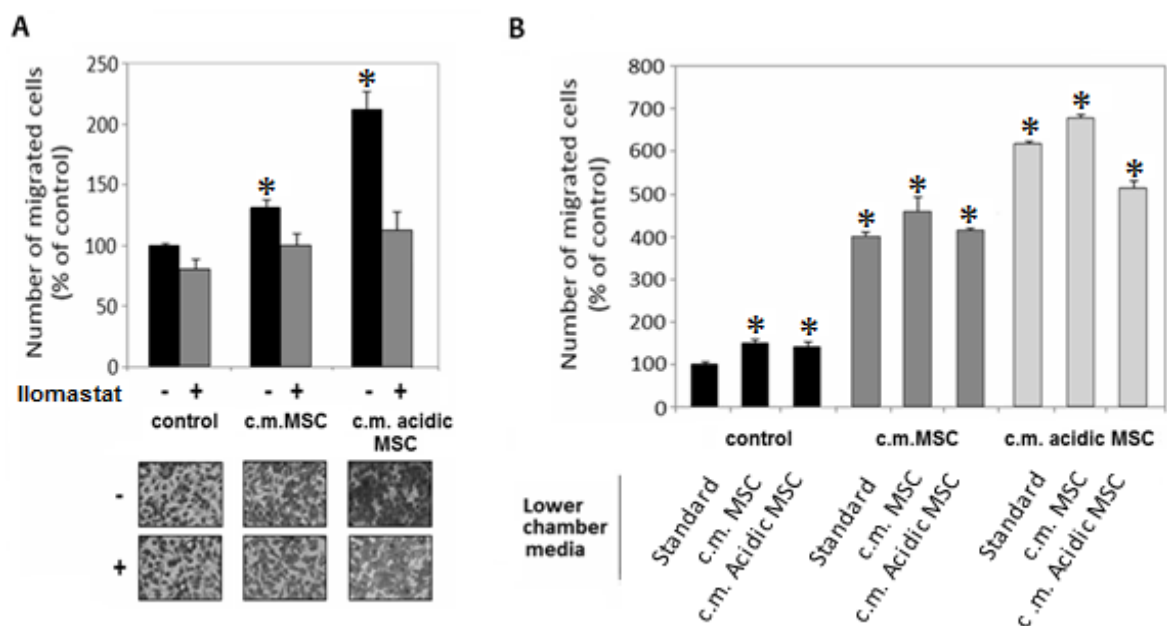 A
Number of migrated cells
(% of control)
250
200
150
100
50
0
*
*
Ilomastat
- + - + - +
control
c.m.MSC
c.m. acidic
MSC
-
+
B
Number of migrated cells
(% of control)
800
700
600
500
400
300
200
100
0
* *
* * *
* * *
control
c.m.MSC
c.m. acidic MSC
Lower
chamber
media
Standard
c.m. MSC
c.m. Acidic MSC
Standard
c.m. MSC
c.m. Acidic MSC
Standard
c.m. MSC
c .m. Acidic MSC